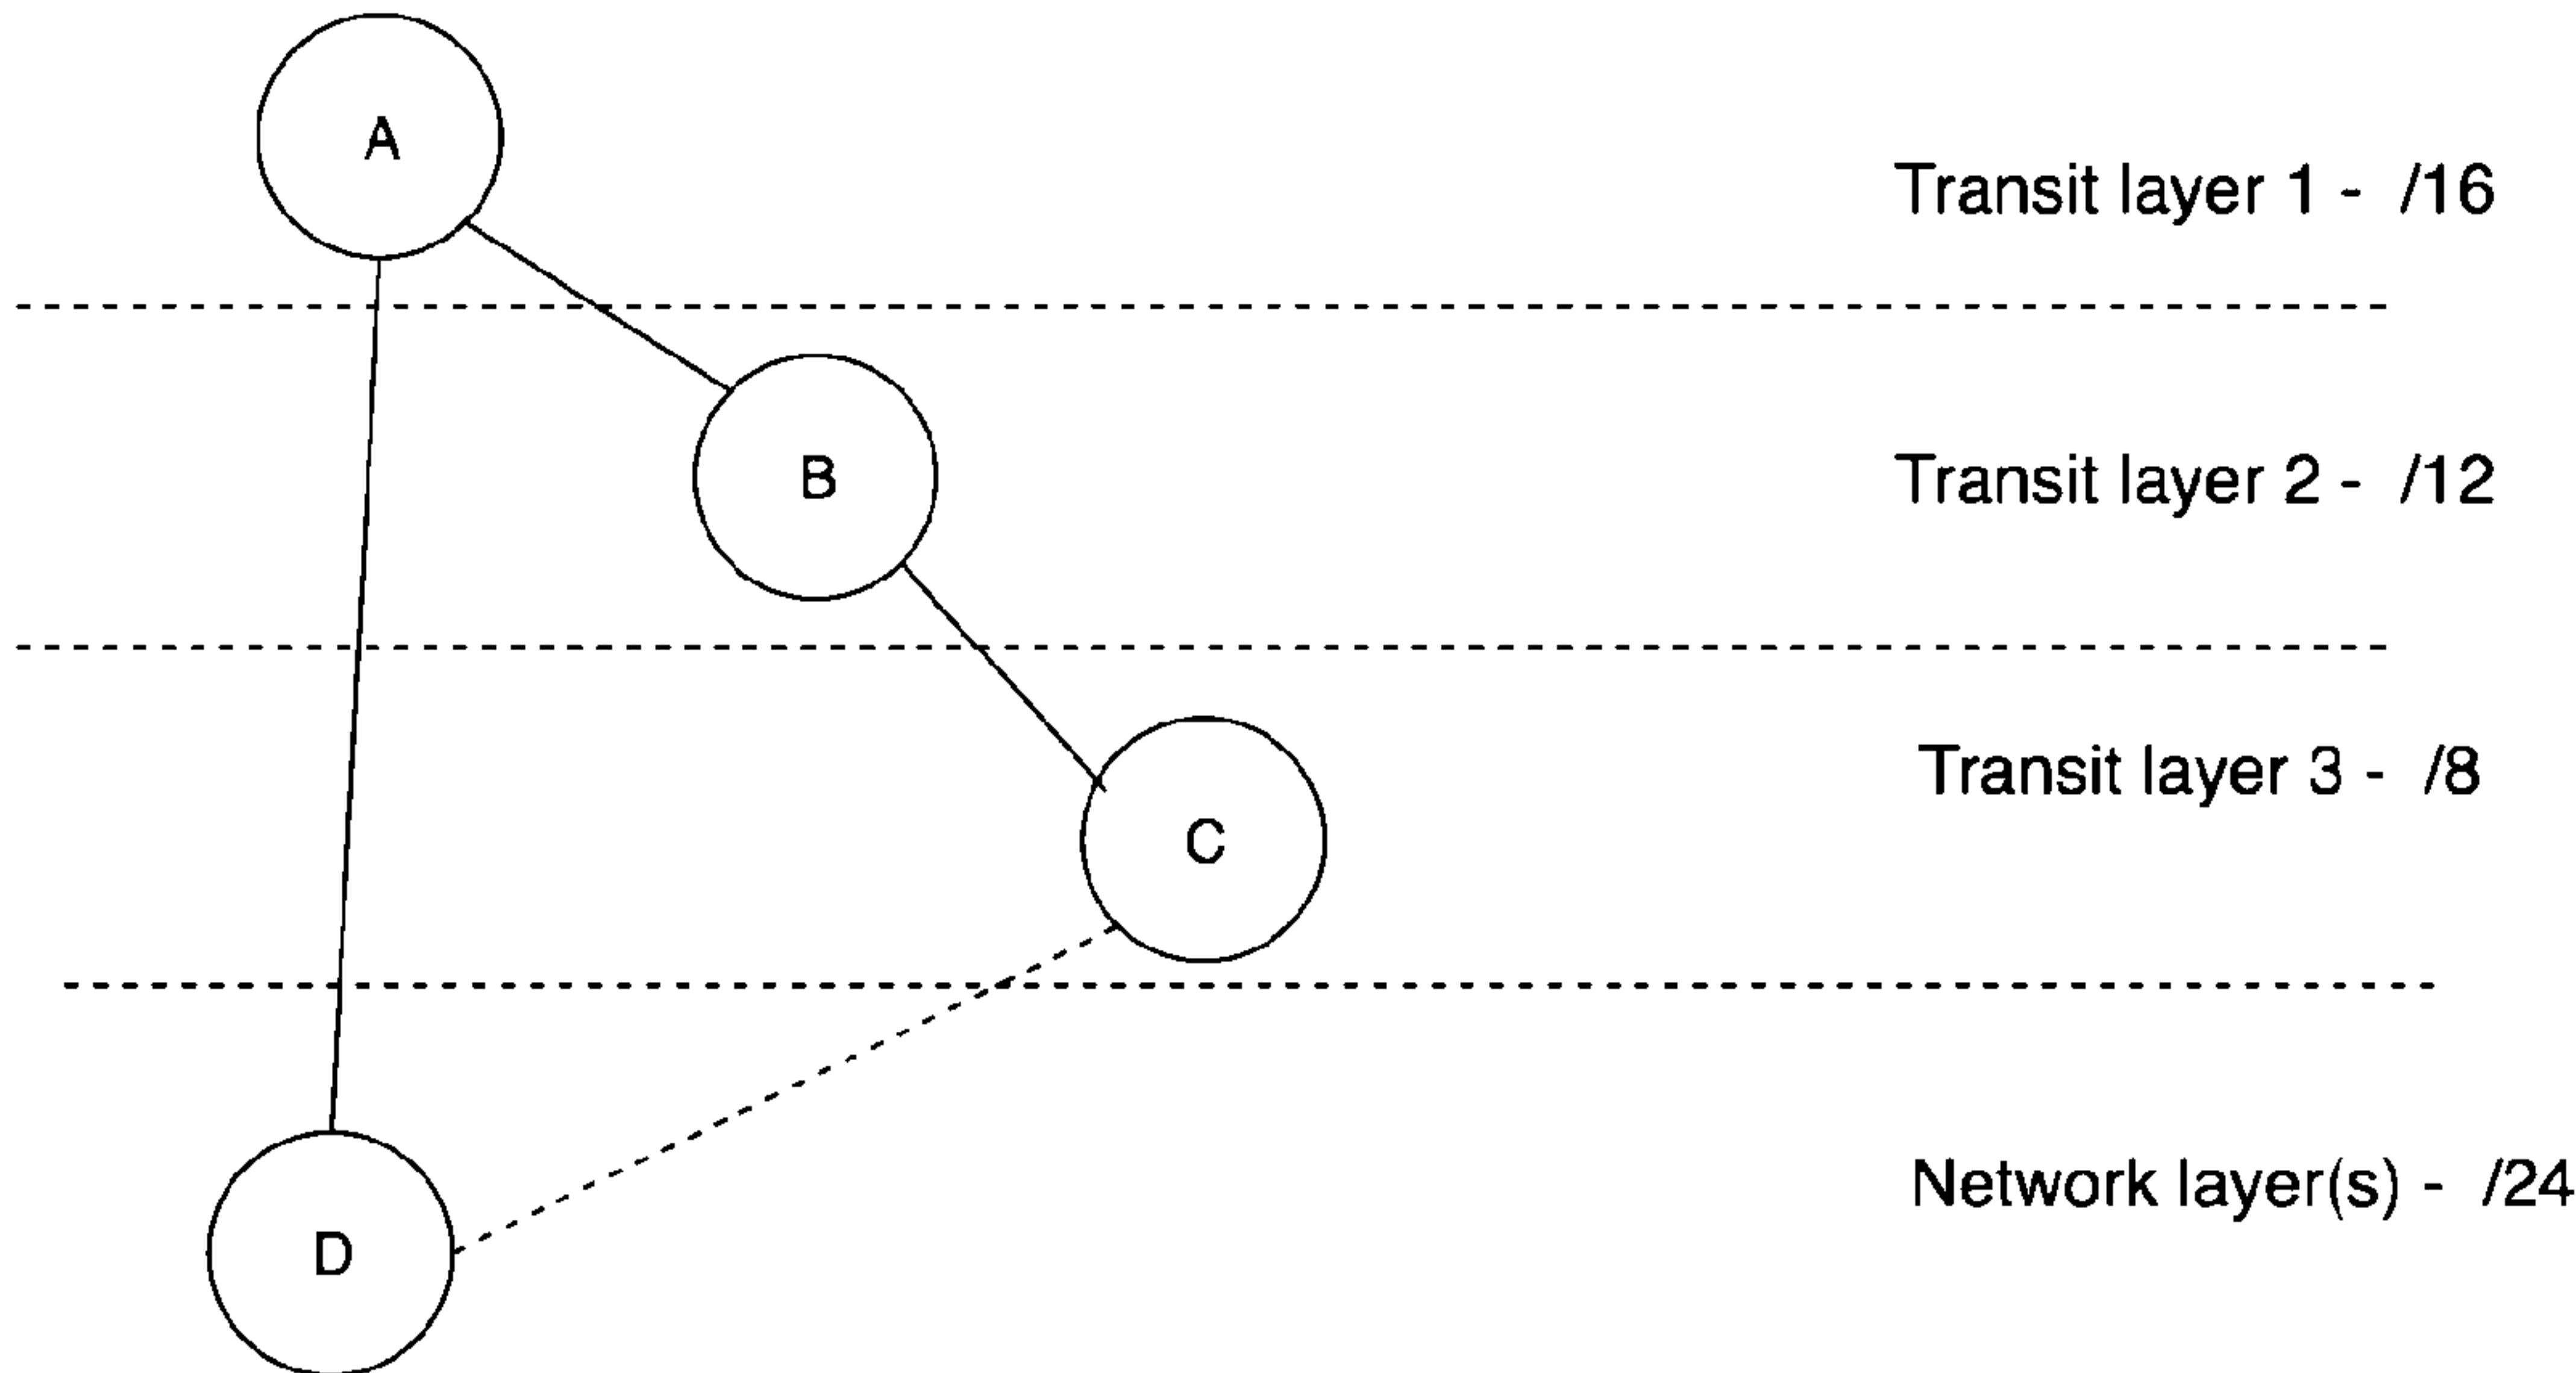 A
Transit layer 1 - /16
B
Transit layer 2 - /12
Transit layer 3 - /8
C
Network layer(s) - /24
D